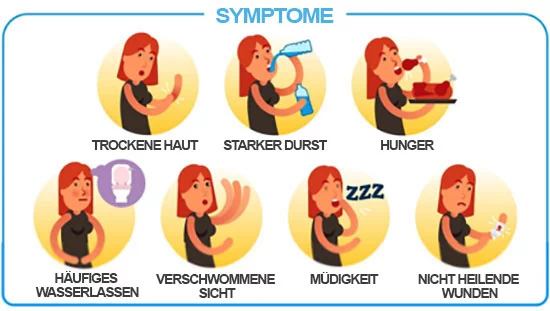 SYMPTOME
TROCKENE HAUT
STARKER DURST
HUNGER
ZZZ
HÄUFIGES
WASSERLASSEN
VERSCHWOMMENE
SICHT
MÜDIGKEIT
NICHT HEILENDE
WUNDEN